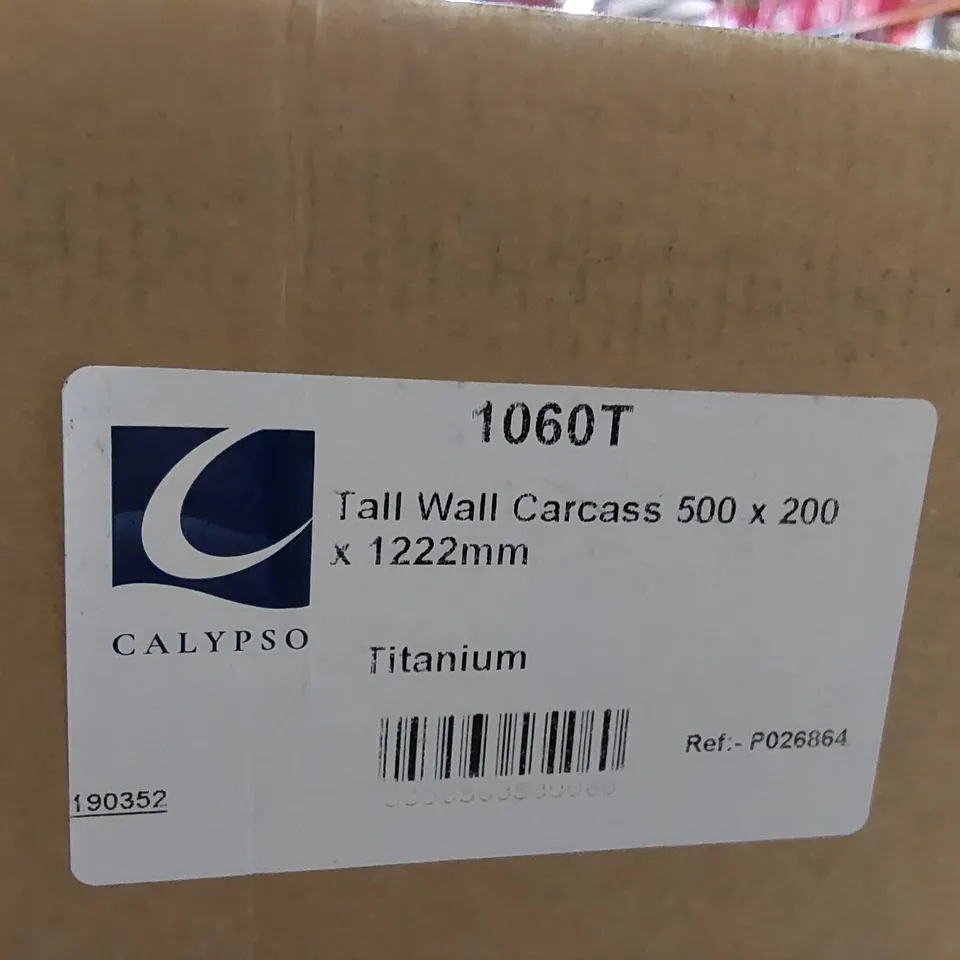 1060T
Tall Wall Carcass 500 x 200
x 1222mm
CALYPSO
Titanium
Ref:- P026864
190352